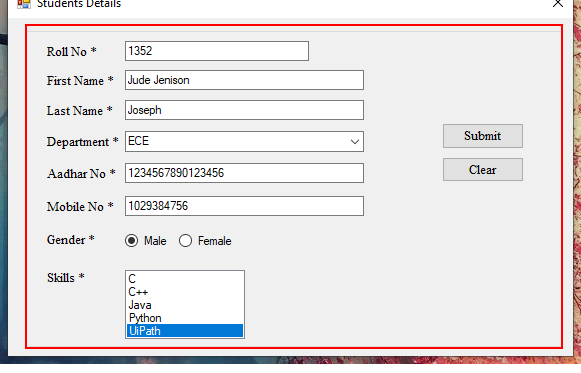 Students Details
Roll No * 1352
First Name * Jude Jenison
Last Name * Joseph
Department * ECE
Submit
Aadhar No * 1234567890123456
Clear
Mobile No * 1029384756
Gender * Male Female
Skills * C
C++
Java
Python
UiPath